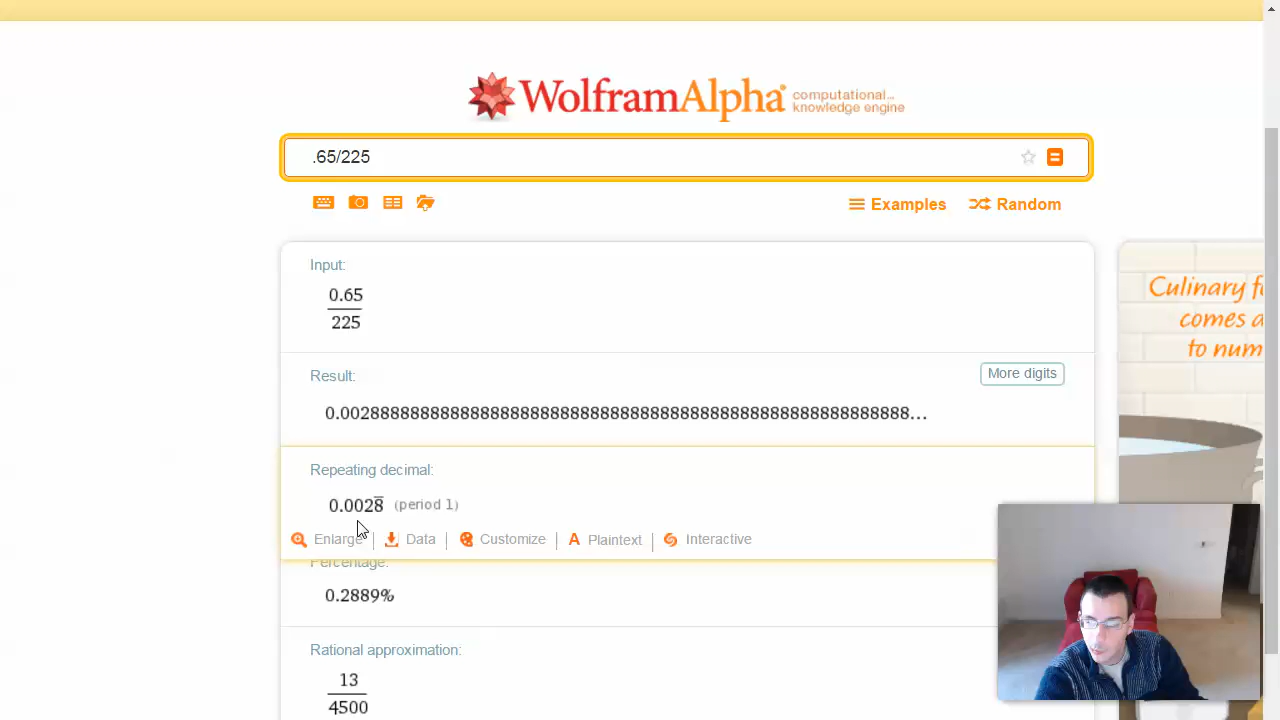 WolframAlpha computational... knowledge engine
.65/225
Examples Random
Input:
0.65
225
Result:
More digits
0.0028888888888888888888888888888888888888888888888888888888...
Repeating decimal:
0.0028̅ (period 1)
Enlarge Data Customize Plaintext Interactive
Percentage:
0.2889%
Rational approximation:
13
4500
Culinary f
comes a
to num